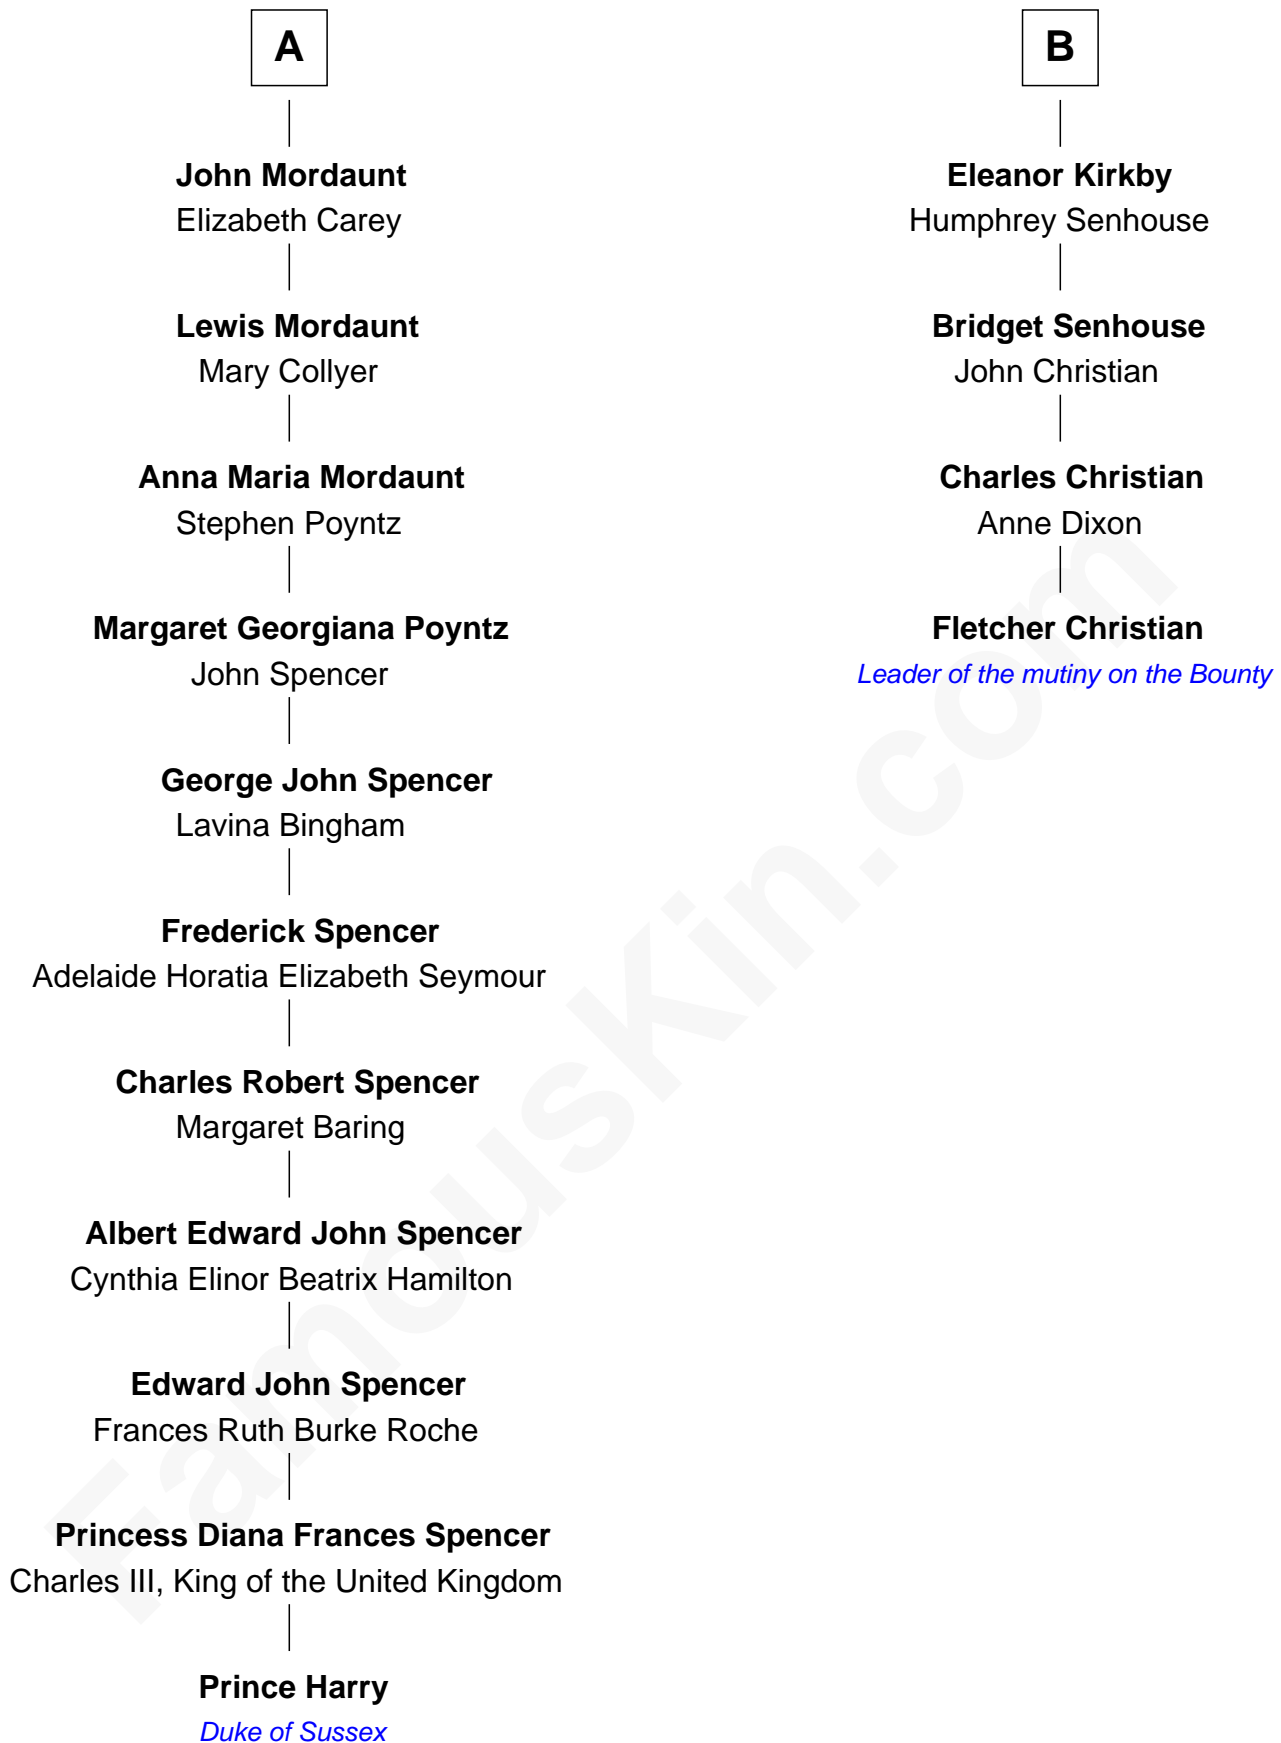 A
John Mordaunt
Elizabeth Carey
Lewis Mordaunt
Mary Collyer
Anna Maria Mordaunt
Stephen Poyntz
Margaret Georgiana Poyntz
John Spencer
George John Spencer
Lavina Bingham
Frederick Spencer
Adelaide Horatia Elizabeth Seymour
Charles Robert Spencer
Margaret Baring
Albert Edward John Spencer
Cynthia Elinor Beatrix Hamilton
Edward John Spencer
Frances Ruth Burke Roche
Princess Diana Frances Spencer
Charles III, King of the United Kingdom
Prince Harry
Duke of Sussex
B
Eleanor Kirkby
Humphrey Senhouse
Bridget Senhouse
John Christian
Charles Christian
Anne Dixon
Fletcher Christian
Leader of the mutiny on the Bounty
FamousKin.com